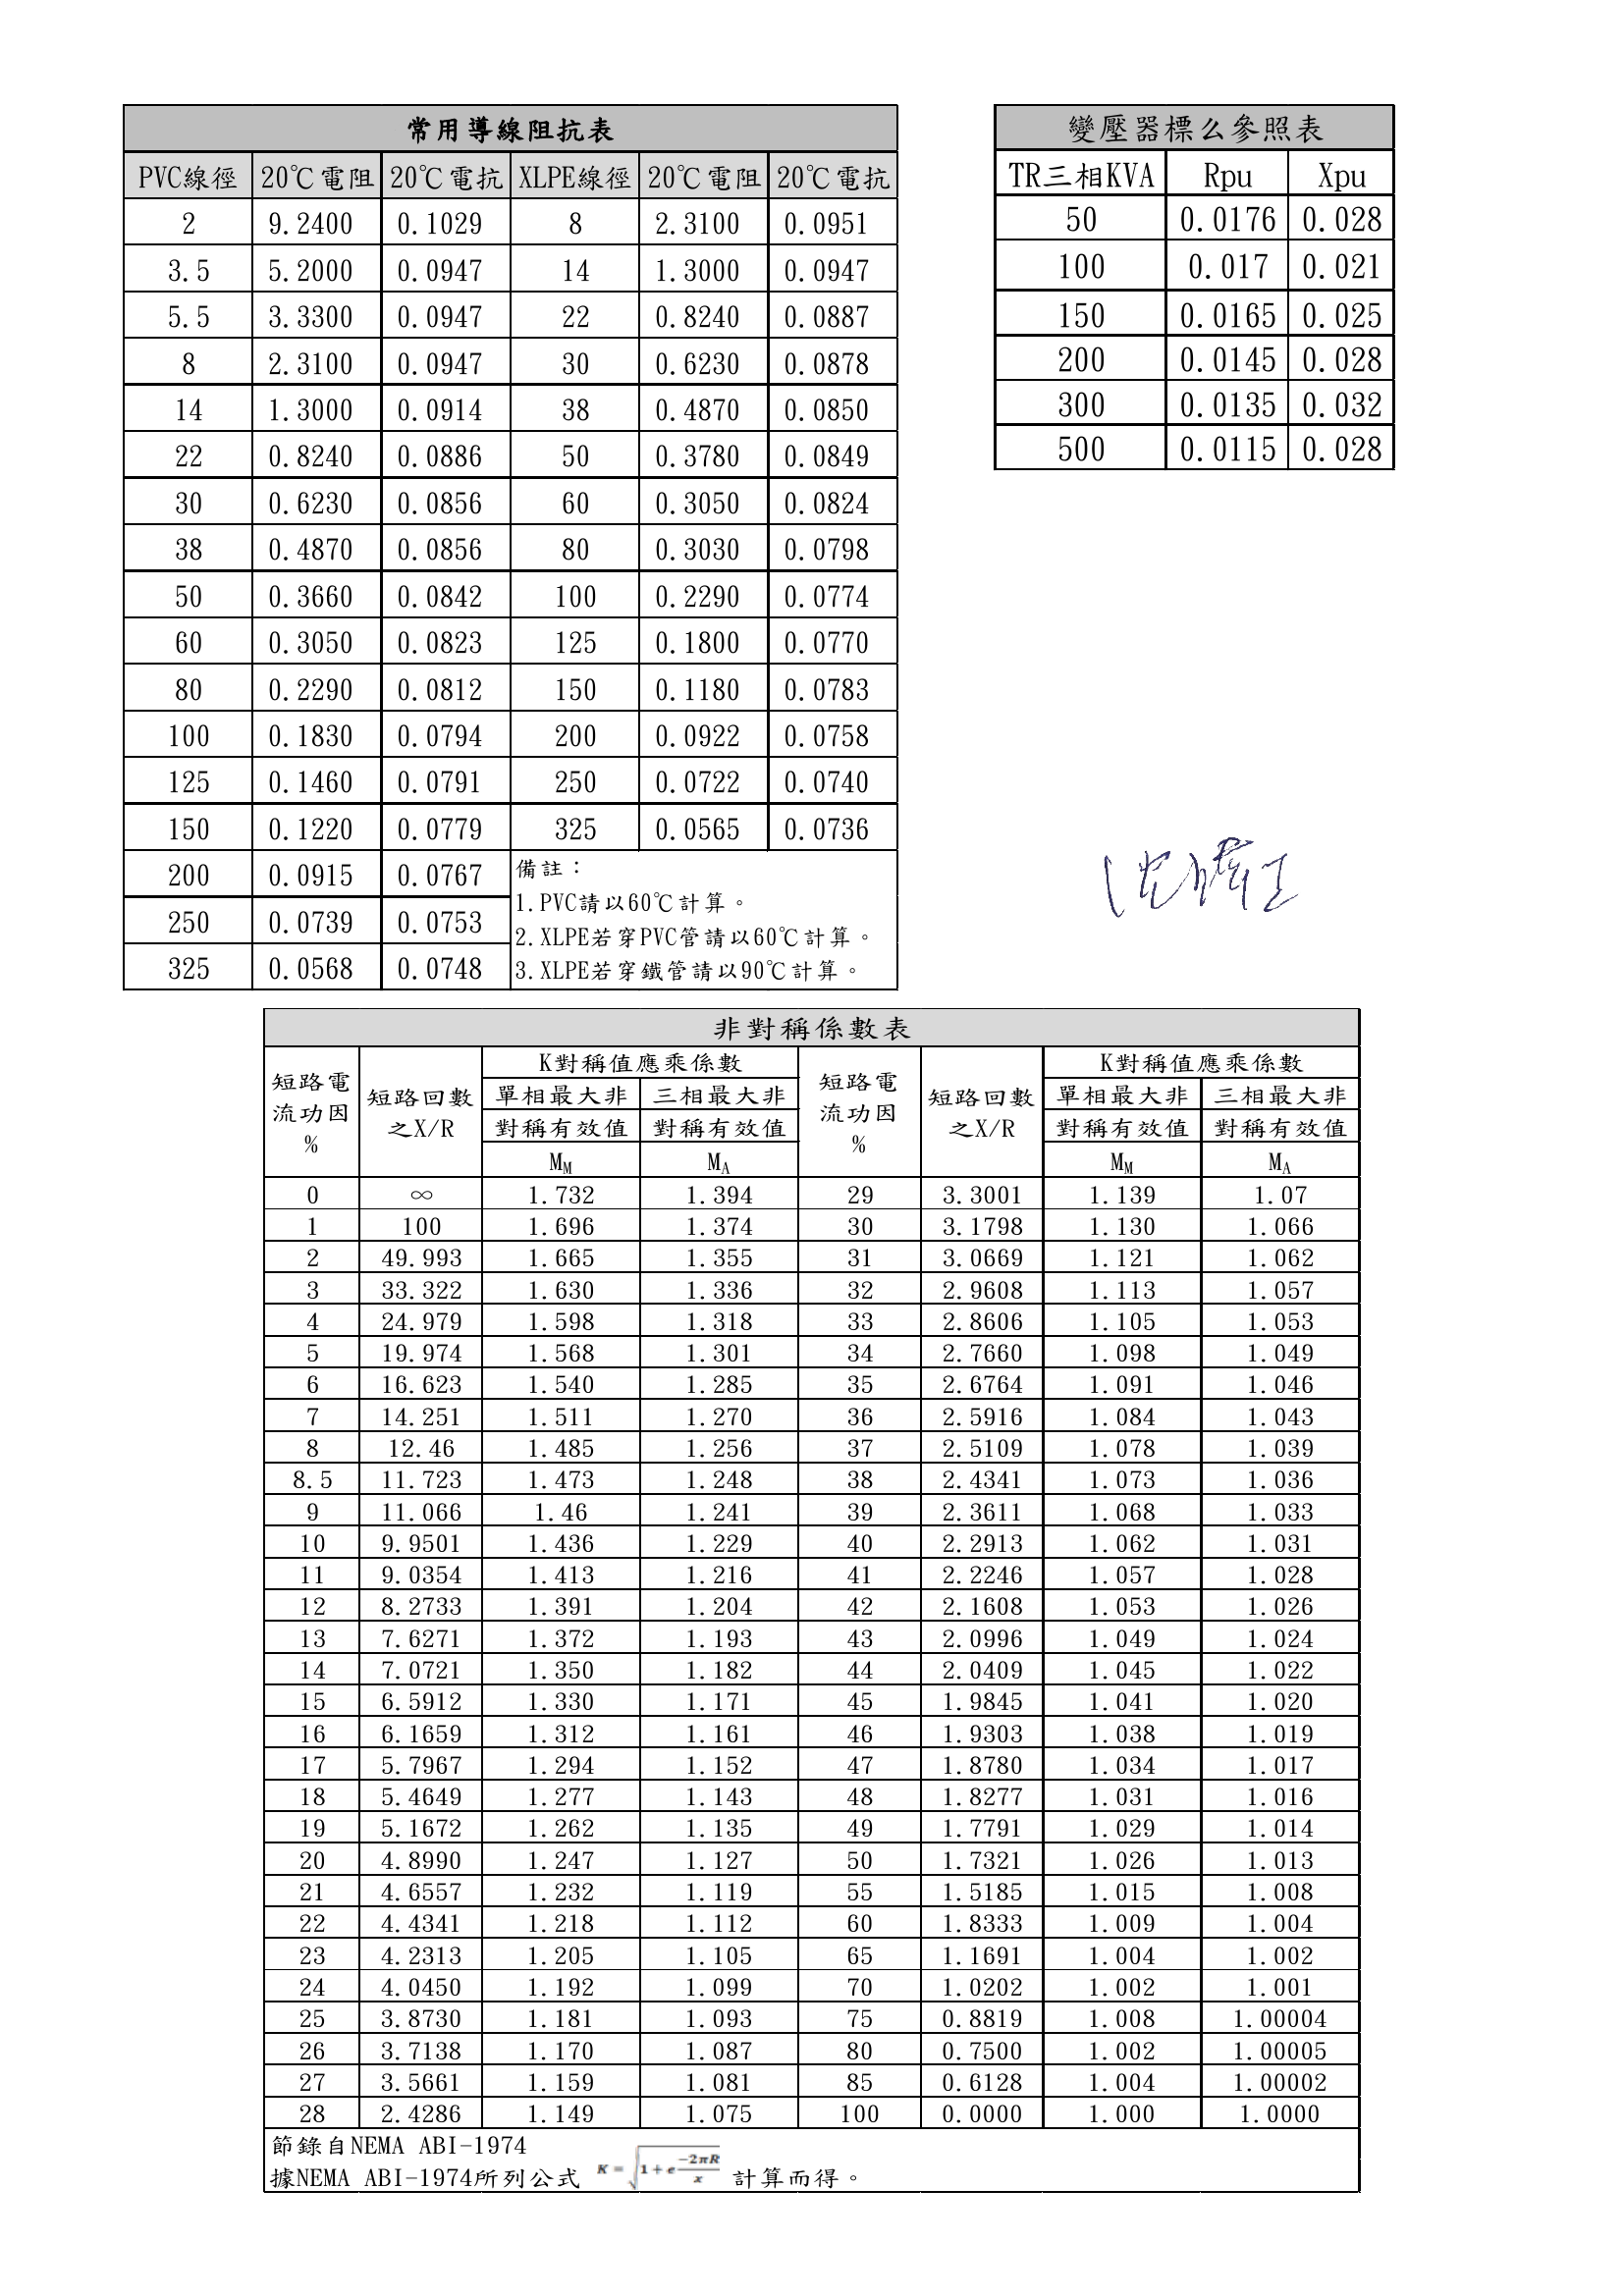 常用導線阻抗表
PVC線徑 20℃電阻 20℃電抗 XLPE線徑 20℃電阻 20℃電抗
2 9.2400 0.1029 8 2.3100 0.0951
3.5 5.2000 0.0947 14 1.3000 0.0947
5.5 3.3300 0.0947 22 0.8240 0.0887
8 2.3100 0.0947 30 0.6230 0.0878
14 1.3000 0.0914 38 0.4870 0.0850
22 0.8240 0.0886 50 0.3780 0.0849
30 0.6230 0.0856 60 0.3050 0.0824
38 0.4870 0.0856 80 0.3030 0.0798
50 0.3660 0.0842 100 0.2290 0.0774
60 0.3050 0.0823 125 0.1800 0.0770
80 0.2290 0.0812 150 0.1180 0.0783
100 0.1830 0.0794 200 0.0922 0.0758
125 0.1460 0.0791 250 0.0722 0.0740
150 0.1220 0.0779 325 0.0565 0.0736
200 0.0915 0.0767
250 0.0739 0.0753
325 0.0568 0.0748
備註：
1.PVC請以60℃計算。
2.XLPE若穿PVC管請以60℃計算。
3.XLPE若穿鐵管請以90℃計算。
變壓器標么參照表
TR三相KVA Rpu Xpu
50 0.0176 0.028
100 0.017 0.021
150 0.0165 0.025
200 0.0145 0.028
300 0.0135 0.032
500 0.0115 0.028
非對稱係數表
短路電流功因% 短路回數之X/R K對稱值應乘係數 短路電流功因% 短路回數之X/R K對稱值應乘係數
單相最大非 三相最大非 單相最大非 三相最大非
對稱有效值 對稱有效值 對稱有效值 對稱有效值
MM MA MM MA
0 ∞ 1.732 1.394 29 3.3001 1.139 1.07
1 100 1.696 1.374 30 3.1798 1.130 1.066
2 49.993 1.665 1.355 31 3.0669 1.121 1.062
3 33.322 1.630 1.336 32 2.9608 1.113 1.057
4 24.979 1.598 1.318 33 2.8606 1.105 1.053
5 19.974 1.568 1.301 34 2.7660 1.098 1.049
6 16.623 1.540 1.285 35 2.6764 1.091 1.046
7 14.251 1.511 1.270 36 2.5916 1.084 1.043
8 12.46 1.485 1.256 37 2.5109 1.078 1.039
8.5 11.723 1.473 1.248 38 2.4341 1.073 1.036
9 11.066 1.46 1.241 39 2.3611 1.068 1.033
10 9.9501 1.436 1.229 40 2.2913 1.062 1.031
11 9.0354 1.413 1.216 41 2.2246 1.057 1.028
12 8.2733 1.391 1.204 42 2.1608 1.053 1.026
13 7.6271 1.372 1.193 43 2.0996 1.049 1.024
14 7.0721 1.350 1.182 44 2.0409 1.045 1.022
15 6.5912 1.330 1.171 45 1.9845 1.041 1.020
16 6.1659 1.312 1.161 46 1.9303 1.038 1.019
17 5.7967 1.294 1.152 47 1.8780 1.034 1.017
18 5.4649 1.277 1.143 48 1.8277 1.031 1.016
19 5.1672 1.262 1.135 49 1.7791 1.029 1.014
20 4.8990 1.247 1.127 50 1.7321 1.026 1.013
21 4.6557 1.232 1.119 55 1.5185 1.015 1.008
22 4.4341 1.218 1.112 60 1.8333 1.009 1.004
23 4.2313 1.205 1.105 65 1.1691 1.004 1.002
24 4.0450 1.192 1.099 70 1.0202 1.002 1.001
25 3.8730 1.181 1.093 75 0.8819 1.008 1.00004
26 3.7138 1.170 1.087 80 0.7500 1.002 1.00005
27 3.5661 1.159 1.081 85 0.6128 1.004 1.00002
28 2.4286 1.149 1.075 100 0.0000 1.000 1.0000
節錄自NEMA ABI-1974
據NEMA ABI-1974所列公式 K=√1+e −2πR/x 計算而得。